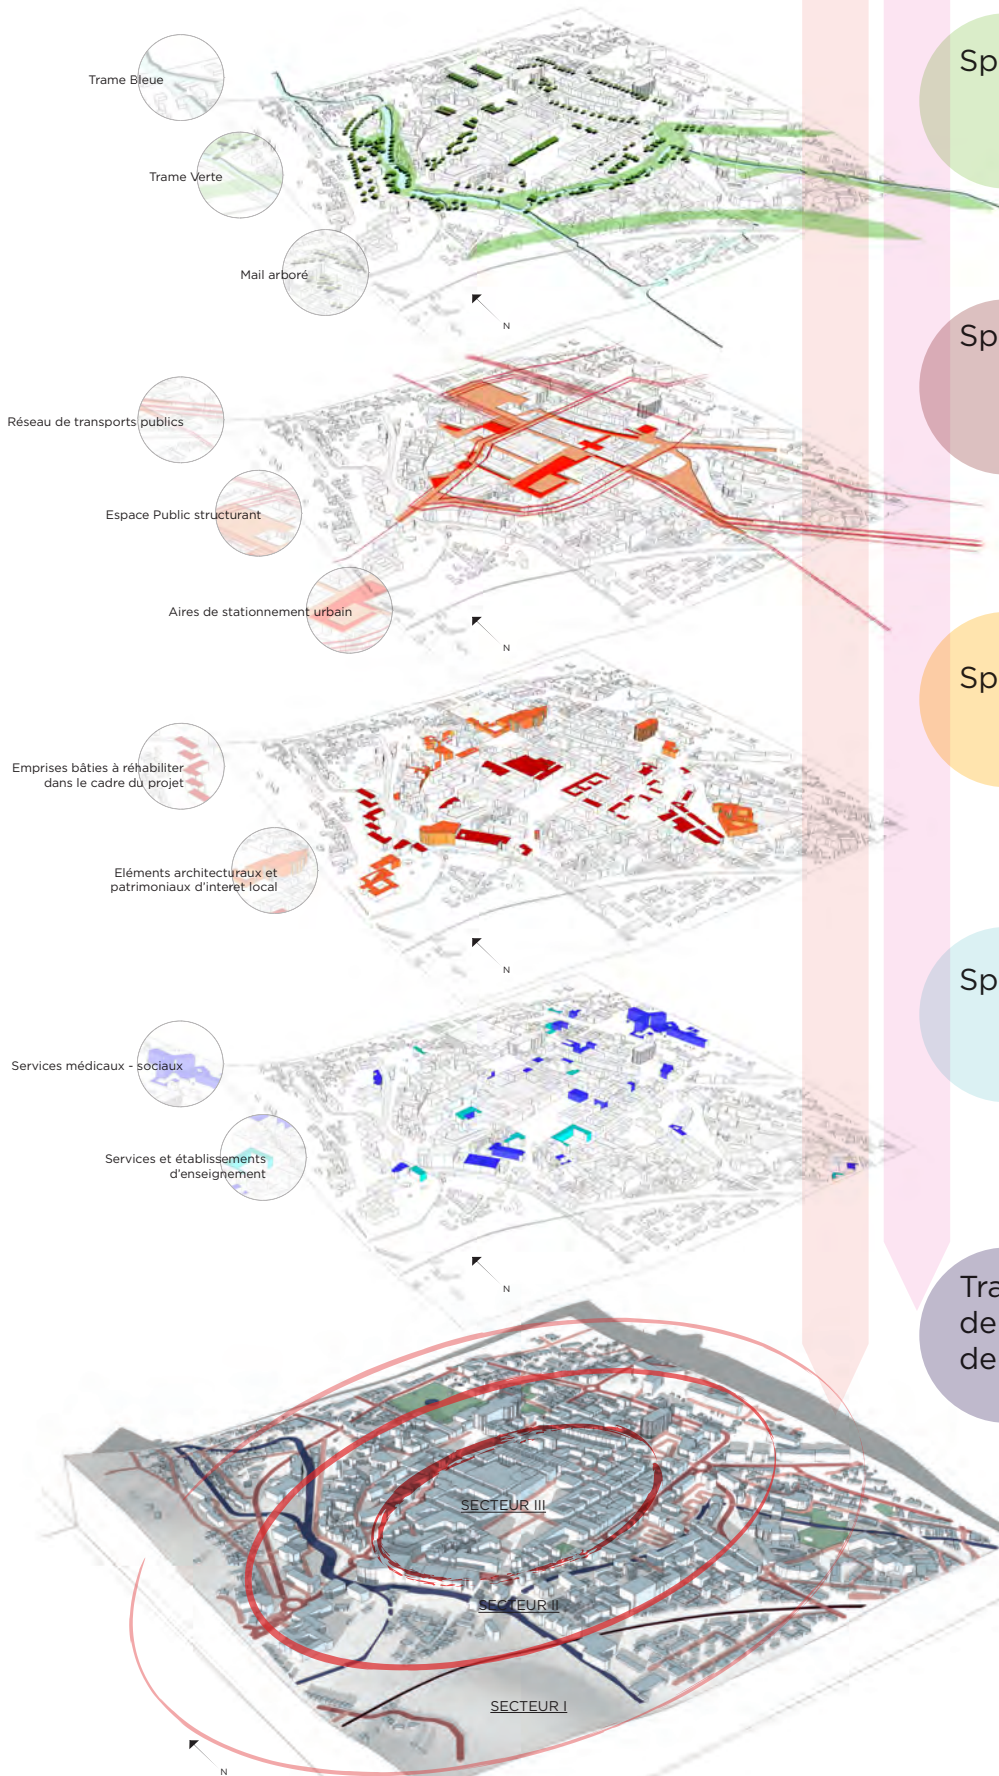 Trame Bleue
Sp
Trame Verte
Mail arboré
N
Sp
Réseau de transports publics
Espace Public structurant
Aires de stationnement urbain
N
Sp
Emprises bâties à réhabiliter
dans le cadre du projet
Eléments architecturaux et
patrimoniaux d'interet local
N
Sp
Services médicaux - sociaux
Services et établissements
d'enseignement
N
Tra
de
de
SECTEUR III
SECTEUR II
SECTEUR I
N